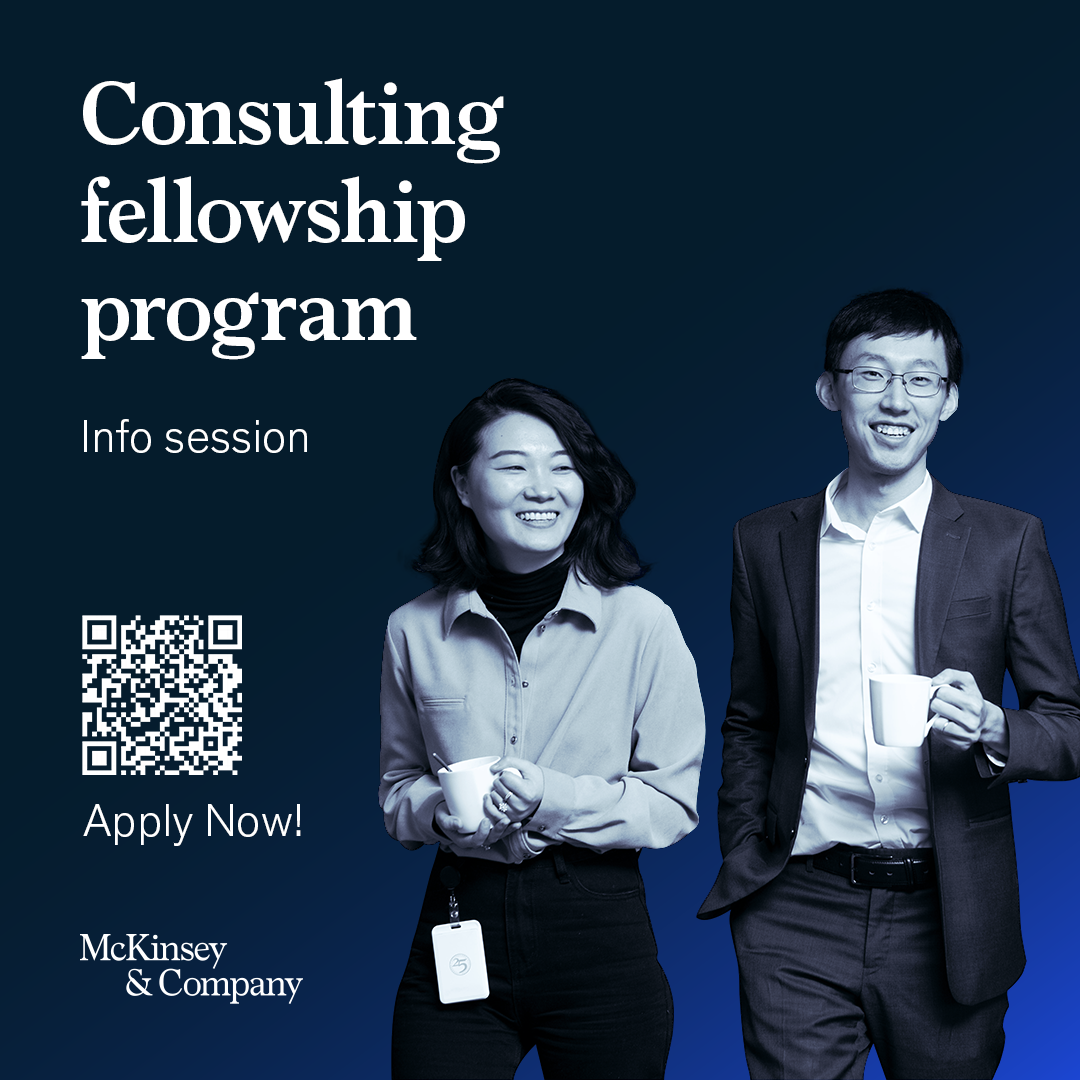 Consulting
fellowship
program
Info session
Apply Now!
McKinsey
& Company